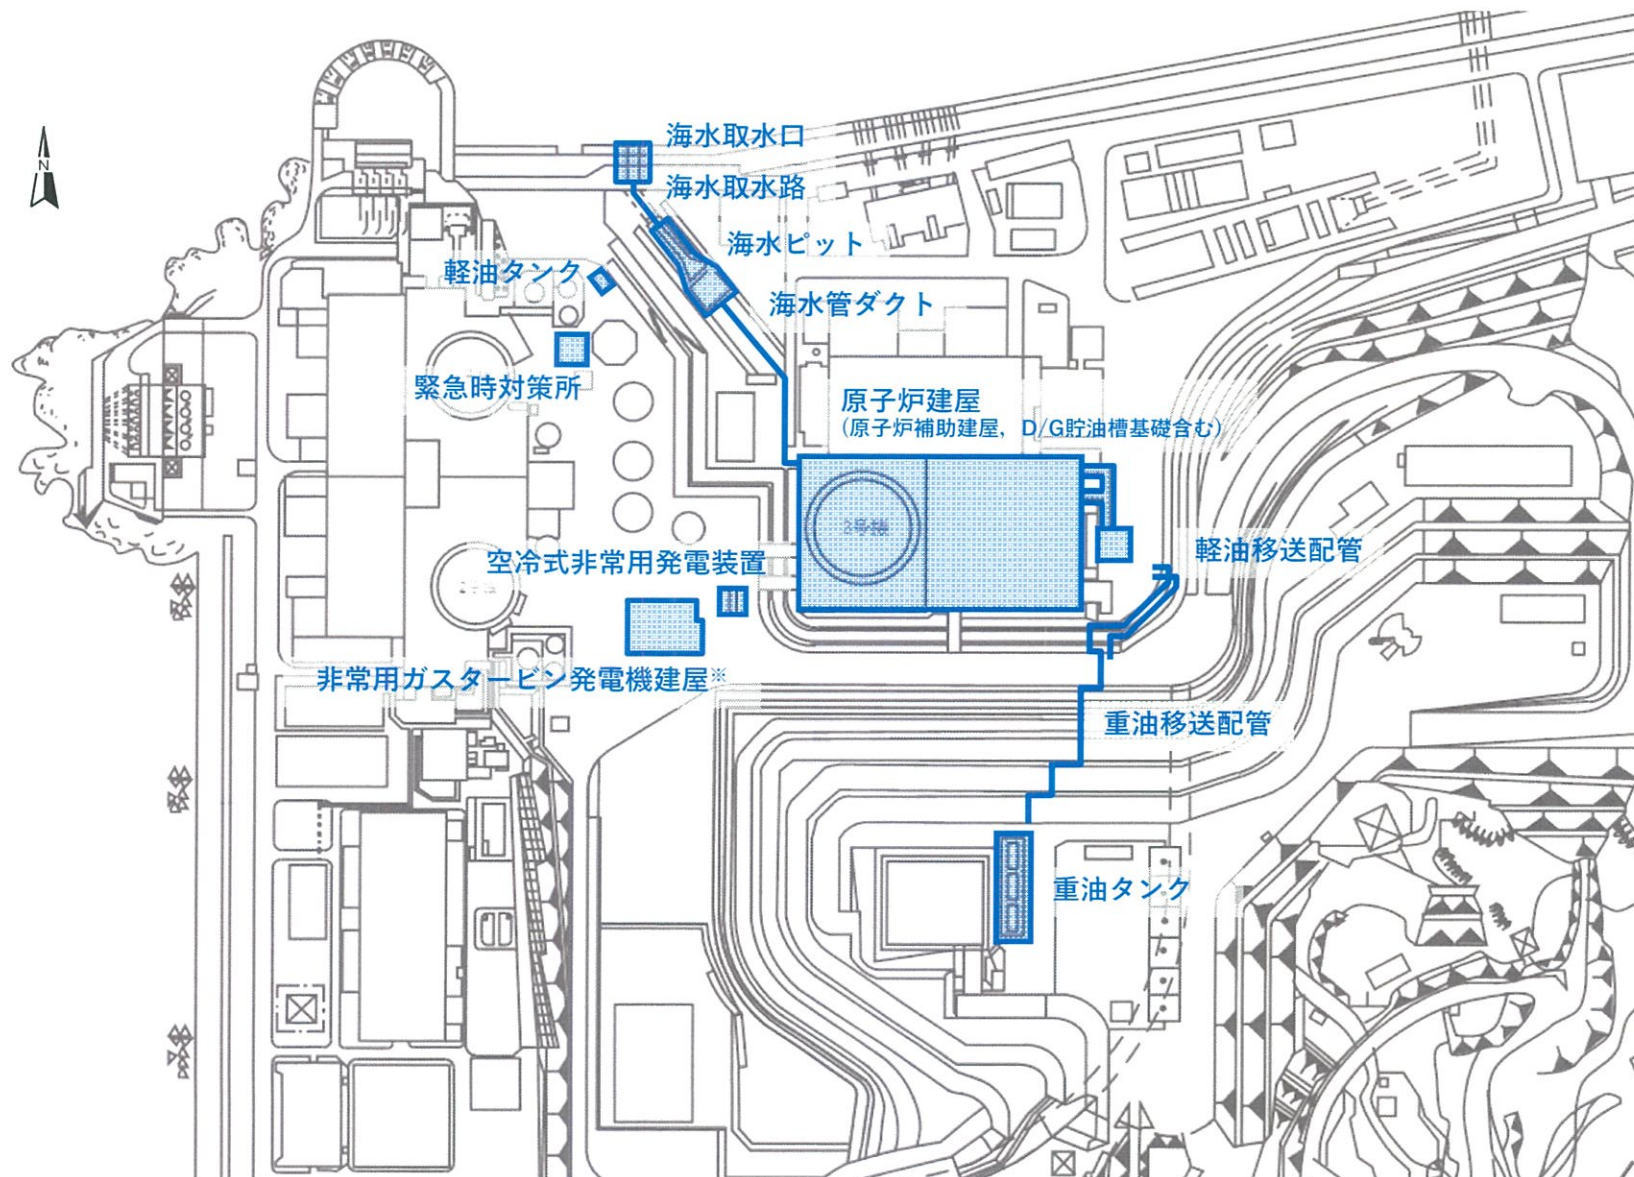 N
海水取水口
海水取水路
海水ピット
軽油タンク
海水管ダクト
緊急時対策所
原子炉建屋
(原子炉補助建屋, D/G貯油槽基礎含む)
空冷式非常用発電装置
軽油移送配管
非常用ガスタービン発電機建屋※
重油移送配管
重油タンク